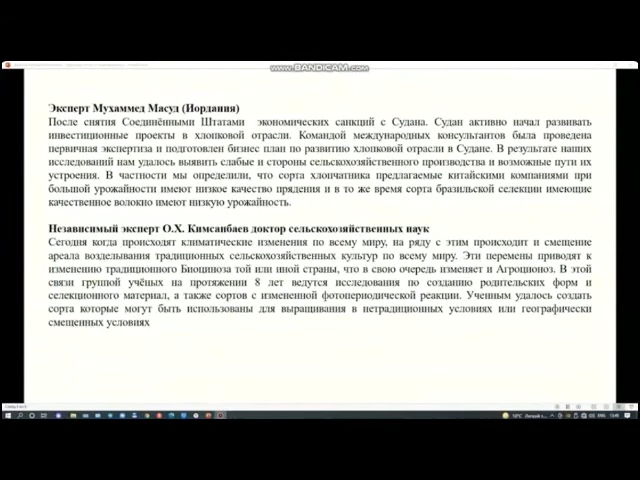 www.BANDICAM.com
Эксперт Мухаммед Масуд (Иордания)
После снятия Соединёнными Штатами экономических санкций с Судана. Судан активно начал развивать
инвестиционные проекты в хлопковой отрасли. Командой международных консультантов была проведена
первичная экспертиза и подготовлен бизнес план по развитию хлопковой отрасли в Судане. В результате наших
исследований нам удалось выявить слабые и стороны сельскохозяйственного производства и возможные пути их
устроения. В частности мы определили, что сорта хлопчатника предлагаемые китайскими компаниями при
большой урожайности имеют низкое качество прядения и в то же время сорта бразильской селекции имеющие
качественное волокно имеют низкую урожайность.
Независимый эксперт О.Х. Кимсанбаев доктор сельскохозяйственных наук
Сегодня когда происходят климатические изменения по всему миру, на ряду с этим происходит и смещение
ареала возделывания традиционных сельскохозяйственных культур по всему миру. Эти перемены приводят к
изменению традиционного Биоциноза той или иной страны, что в свою очередь изменяет и Агроциноз. В этой
связи группой учёных на протяжении 8 лет ведутся исследования по созданию родительских форм и
селекционного материал, а также сортов с измененной фотопериодической реакции. Ученным удалось создать
сорта которые могут быть использованы для выращивания в нетрадиционных условиях или географически
смещенных условиях
10°C